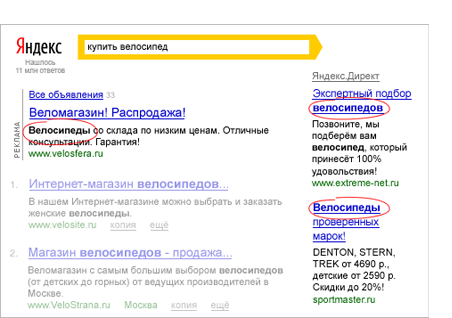 Яндекс
Нашлось
11 млн ответов
купить велосипед
РЕКЛАМА
Все объявления 33
Веломагазин! Распродажа!
Велосипеды со склада по низким ценам. Отличные
консультации. Гарантия!
www.velosfera.ru
1. Интернет-магазин велосипедов...
В нашем Интернет-магазине можно выбрать и заказать
женские велосипеды.
www.velosite.ru копия ещё
2. Магазин велосипедов - продажа...
Веломагазин с самым большим выбором велосипедов
(от детских до горных) от ведущих производителей в
Москве.
www.VeloStrana.ru Москва копия ещё
Яндекс.Директ
Экспертный подбор
велосипедов
Позвоните, мы
подберём вам
велосипед, который
принесёт 100%
удовольствия!
www.extreme-net.ru
Велосипеды
проверенных
марок!
DENTON, STERN,
TREK от 4690 р.,
детские от 2590 р.
Скидки до 20%!
sportmaster.ru